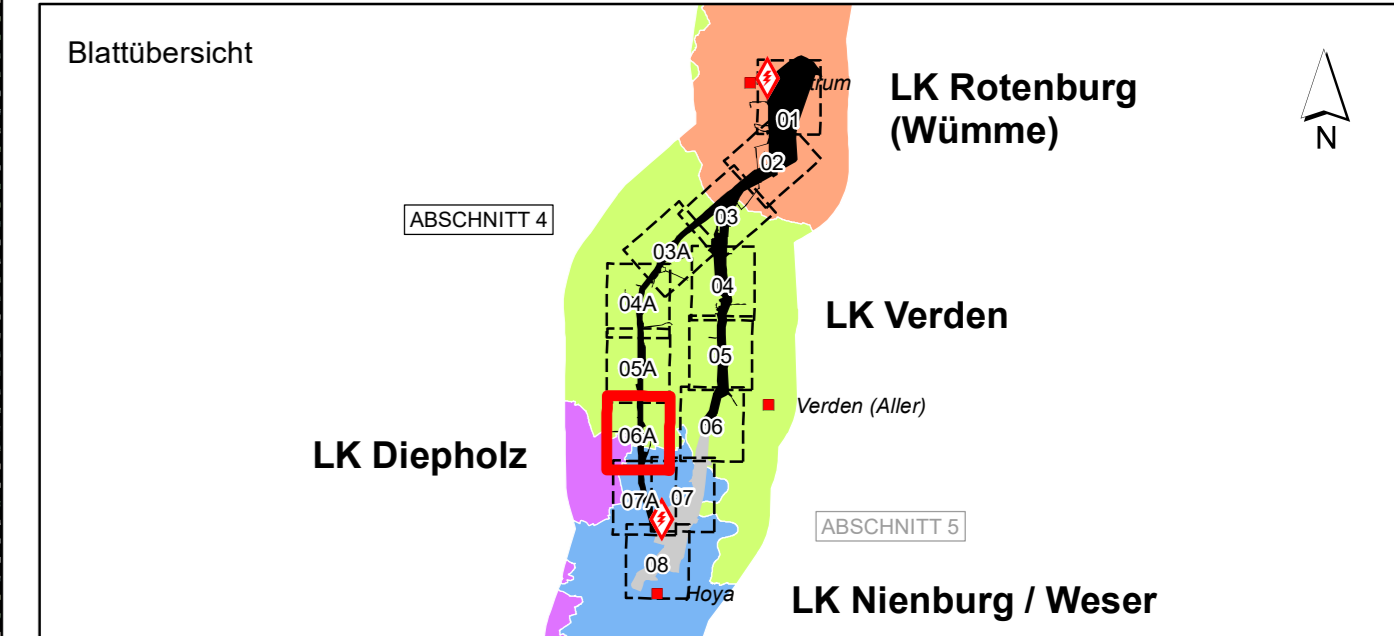 Blattübersicht
LK Rotenburg
(Wümme)
N
01
02
ABSCHNITT 4
03
03A
04
04A
LK Verden
05
05A
Verden (Aller)
06
06A
LK Diepholz
07A
07
ABSCHNITT 5
08
Hoya
LK Nienburg / Weser